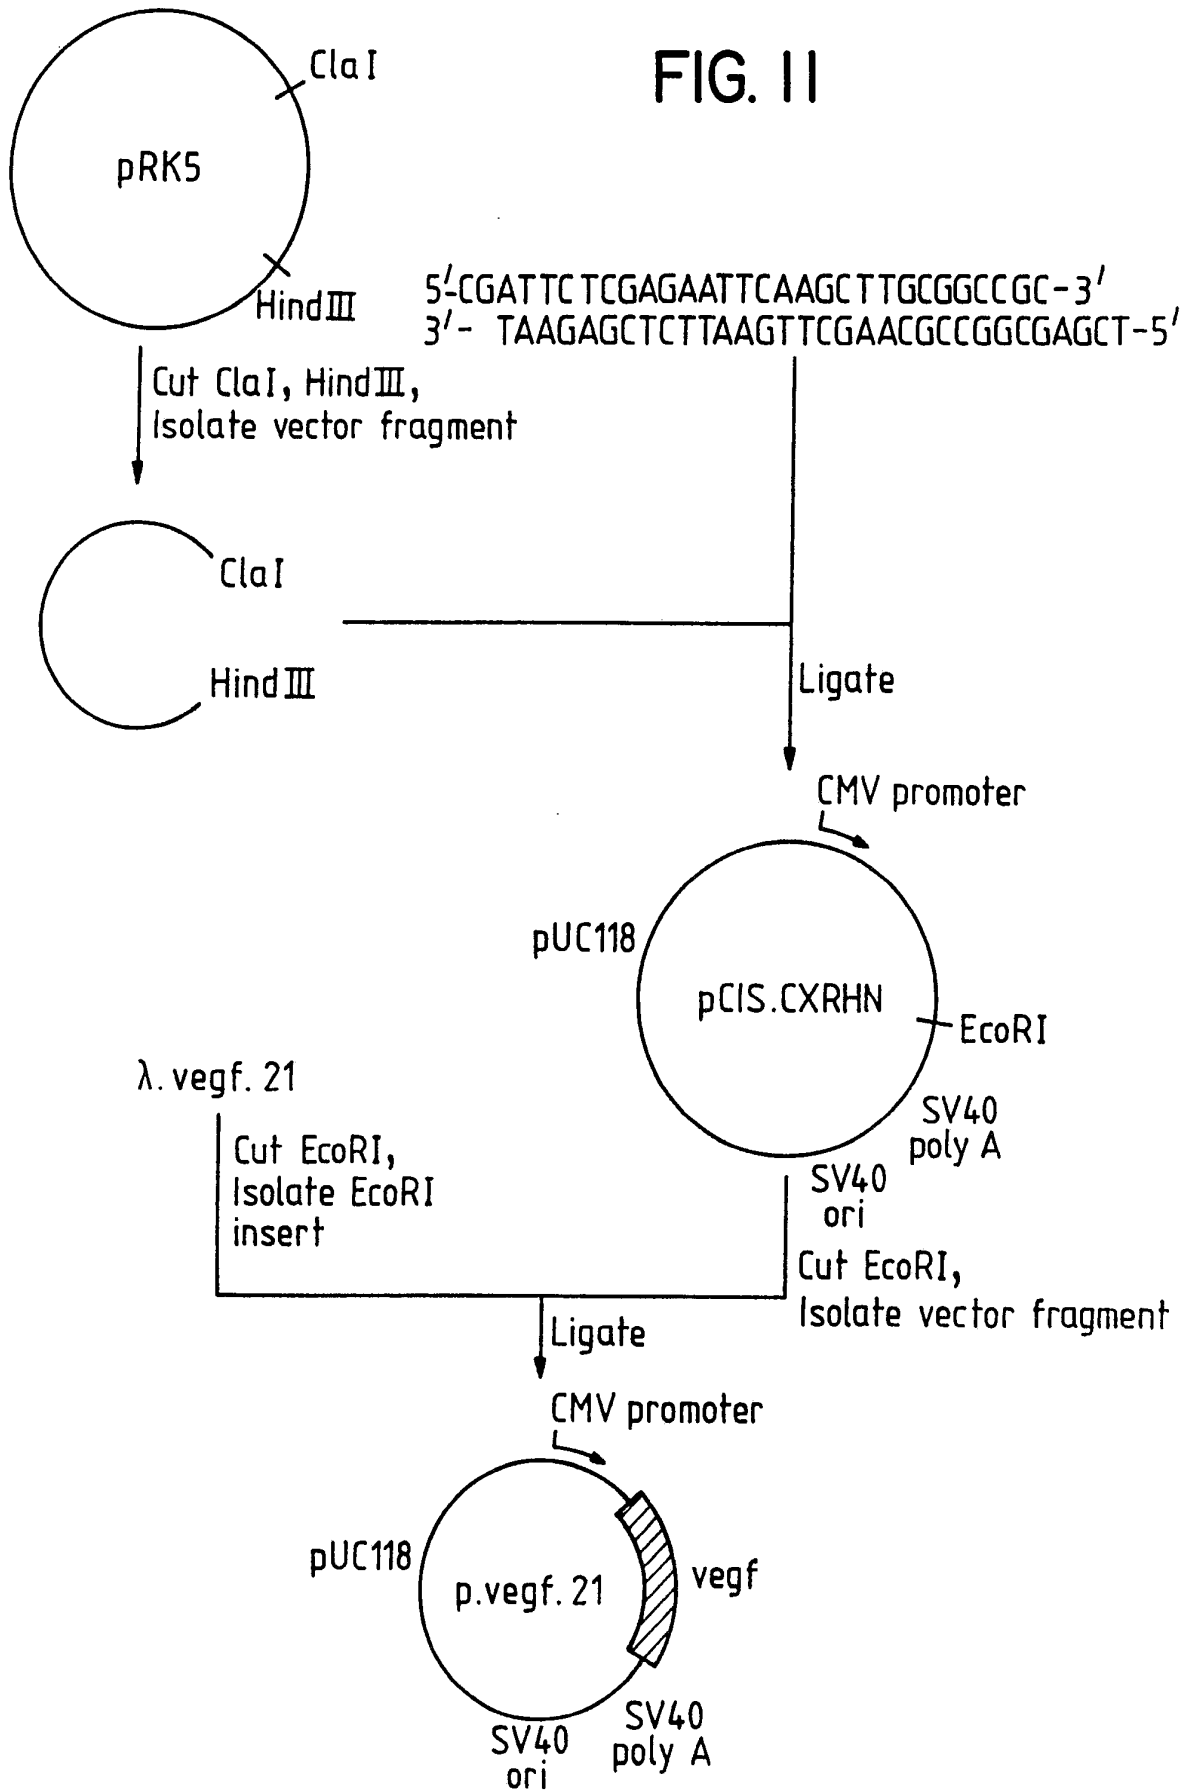 FIG. 11
ClaI
pRK5
HindIII
5'-CGATTCTCGAGAATTCAAGCTTGCGGCCGC-3'
3'- TAAGAGCTCTTAAGTTCGAACGCCGGCGAGCT-5'
Cut ClaI, HindIII,
Isolate vector fragment
ClaI
HindIII
Ligate
CMV promoter
pUC118
pCIS.CXRHN
EcoRI
SV40
poly A
SV40
ori
λ. vegf. 21
Cut EcoRI,
Isolate EcoRI
insert
Cut EcoRI,
Isolate vector fragment
Ligate
CMV promoter
pUC118
p.vegf. 21
vegf
SV40
poly A
SV40
ori